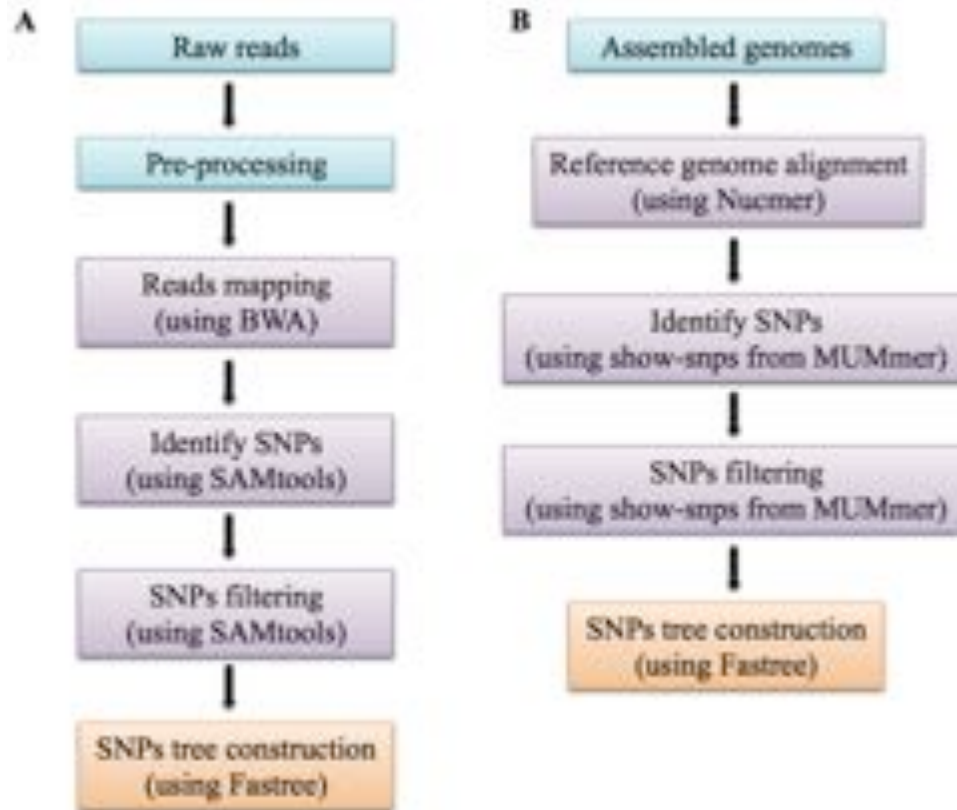 A
Raw reads
Pre-processing
Reads mapping
(using BWA)
Identify SNPs
(using SAMtools)
SNPs filtering
(using SAMtools)
SNPs tree construction
(using Fastree)
B
Assembled genomes
Reference genome alignment
(using Nucmer)
Identify SNPs
(using show-snps from MUMmer)
SNPs filtering
(using show-snps from MUMmer)
SNPs tree construction
(using Fastree)